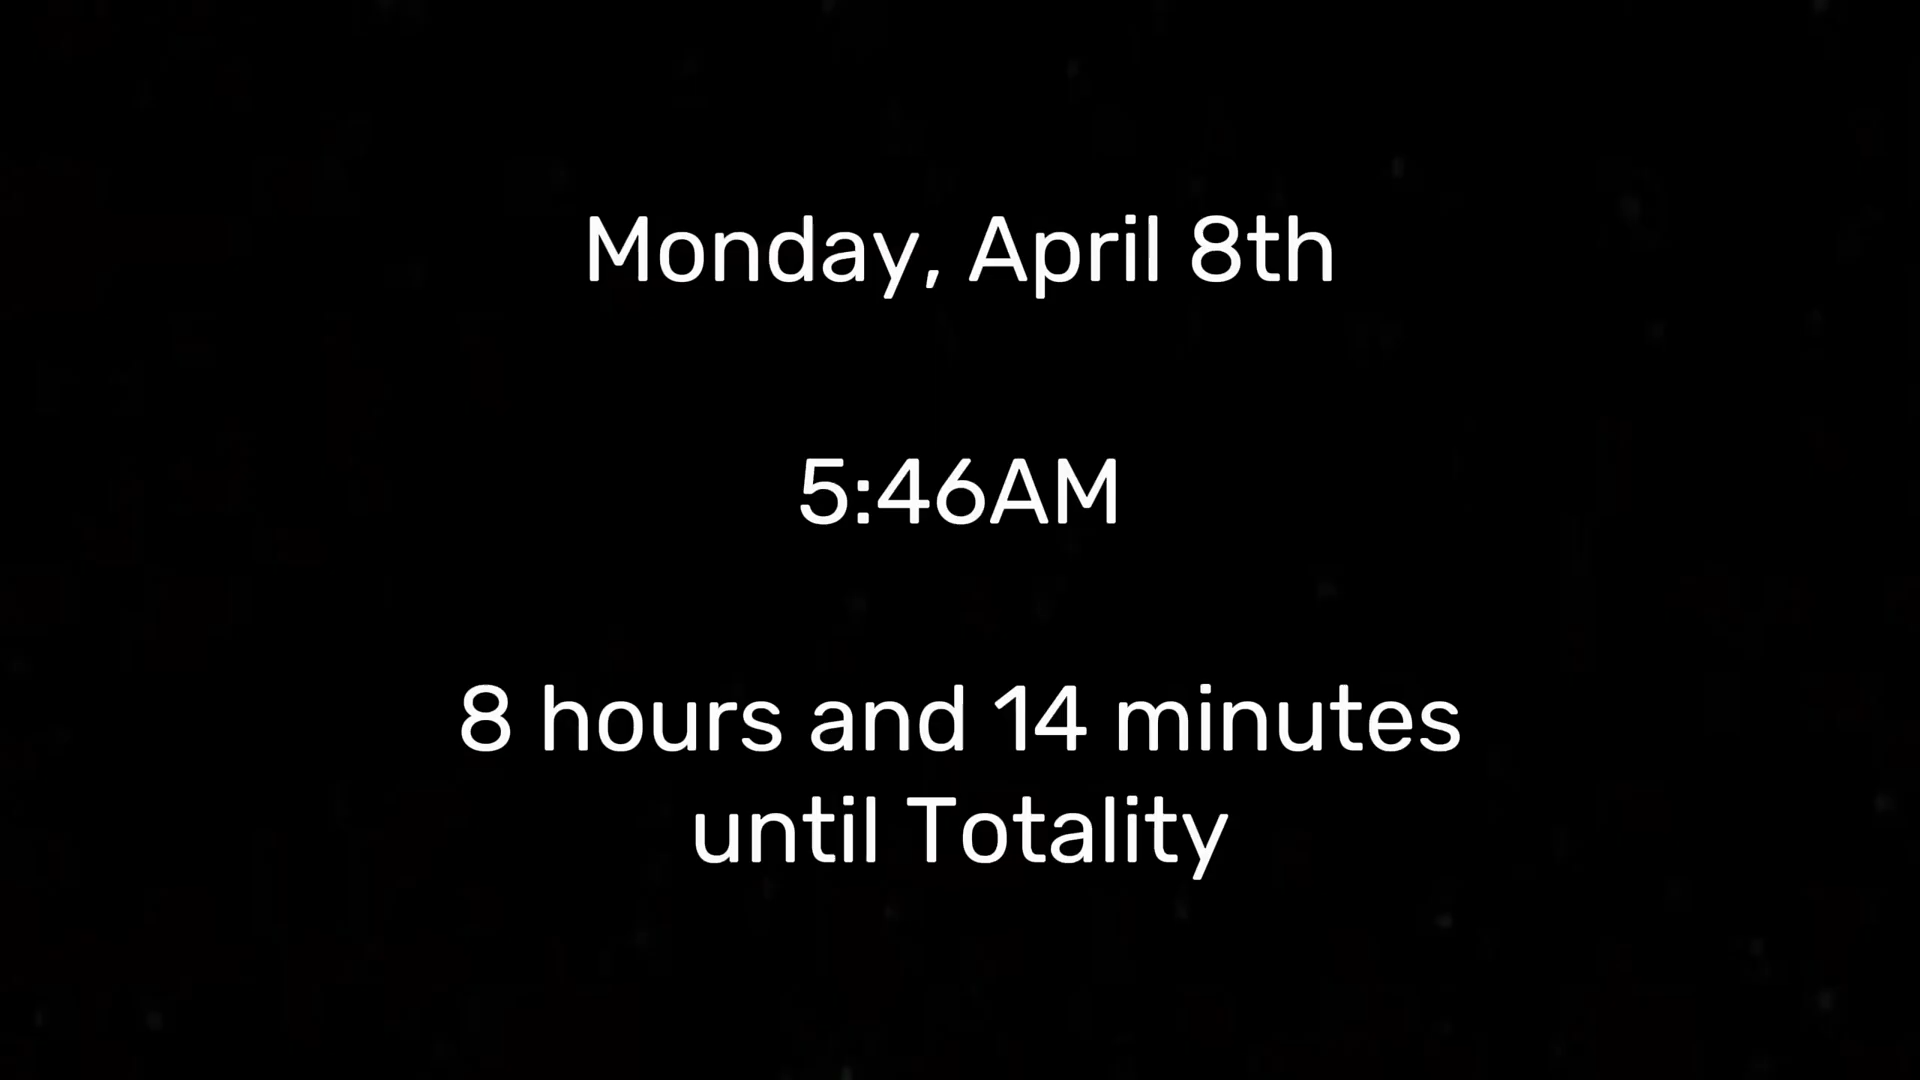 Monday, April 8th
5:46AM
8 hours and 14 minutes
until Totality